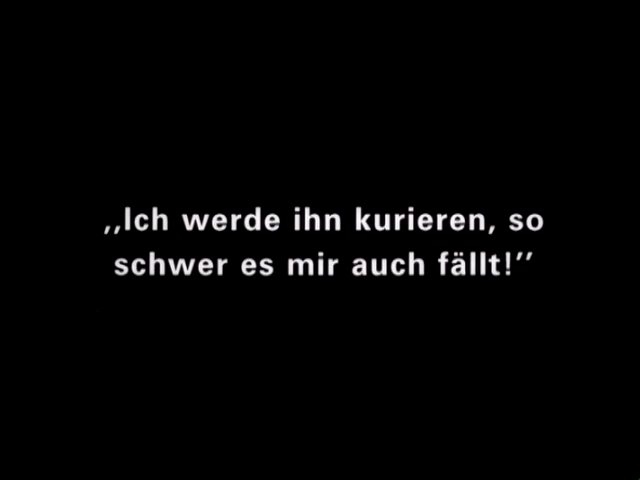 ,,Ich werde ihn kurieren, so
schwer es mir auch fällt!’’